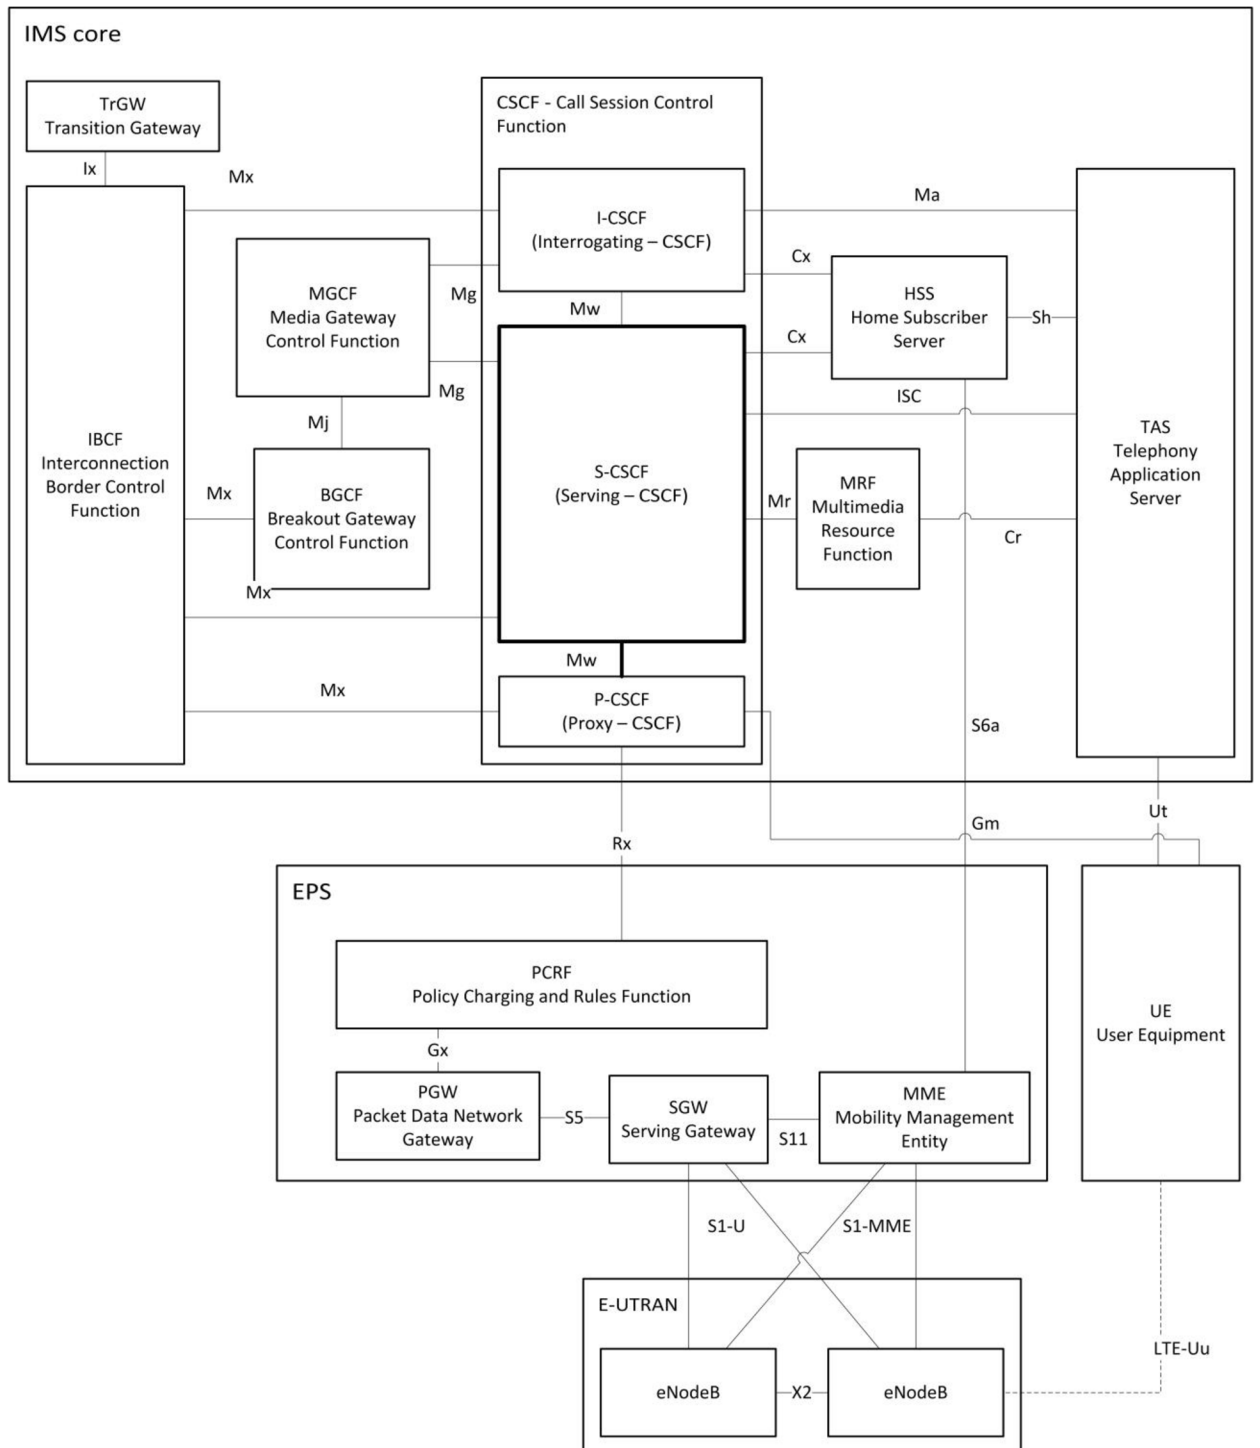 IMS core
TrGW
Transition Gateway
Ix
CSCF - Call Session Control
Function
Mx
I-CSCF
(Interrogating – CSCF)
Ma
MGCF
Media Gateway
Control Function
Mg
Cx
HSS
Home Subscriber
Server
Sh
Mw
Cx
Mg
ISC
Mj
IBCF
Interconnection
Border Control
Function
Mx
BGCF
Breakout Gateway
Control Function
Mx
S-CSCF
(Serving – CSCF)
Mr
MRF
Multimedia
Resource
Function
Cr
TAS
Telephony
Application
Server
Mw
Mx
P-CSCF
(Proxy – CSCF)
S6a
Ut
Gm
Rx
EPS
PCRF
Policy Charging and Rules Function
Gx
PGW
Packet Data Network
Gateway
S5
SGW
Serving Gateway
S11
MME
Mobility Management
Entity
UE
User Equipment
S1-U
S1-MME
E-UTRAN
eNodeB
X2
eNodeB
LTE-Uu